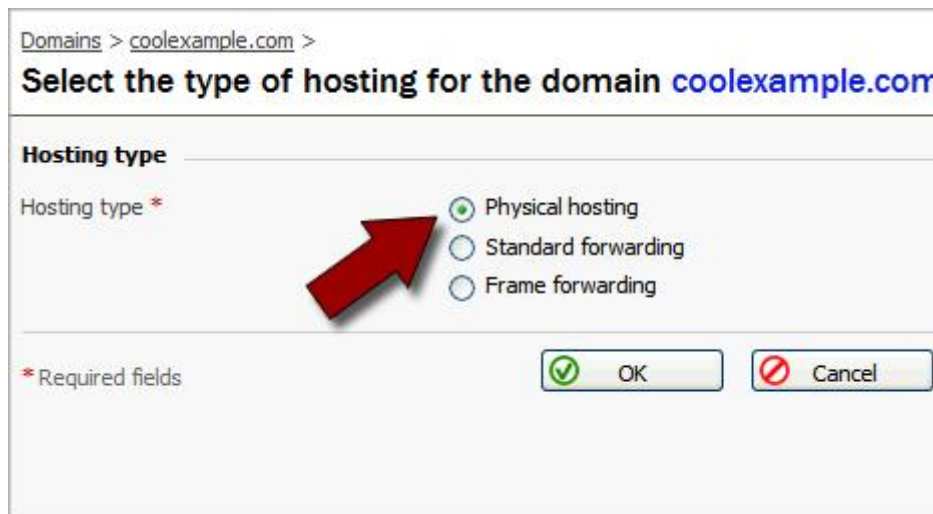 Domains > coolexample.com >
Select the type of hosting for the domain coolexample.com
Hosting type
Hosting type *
Physical hosting
Standard forwarding
Frame forwarding
* Required fields
OK
Cancel